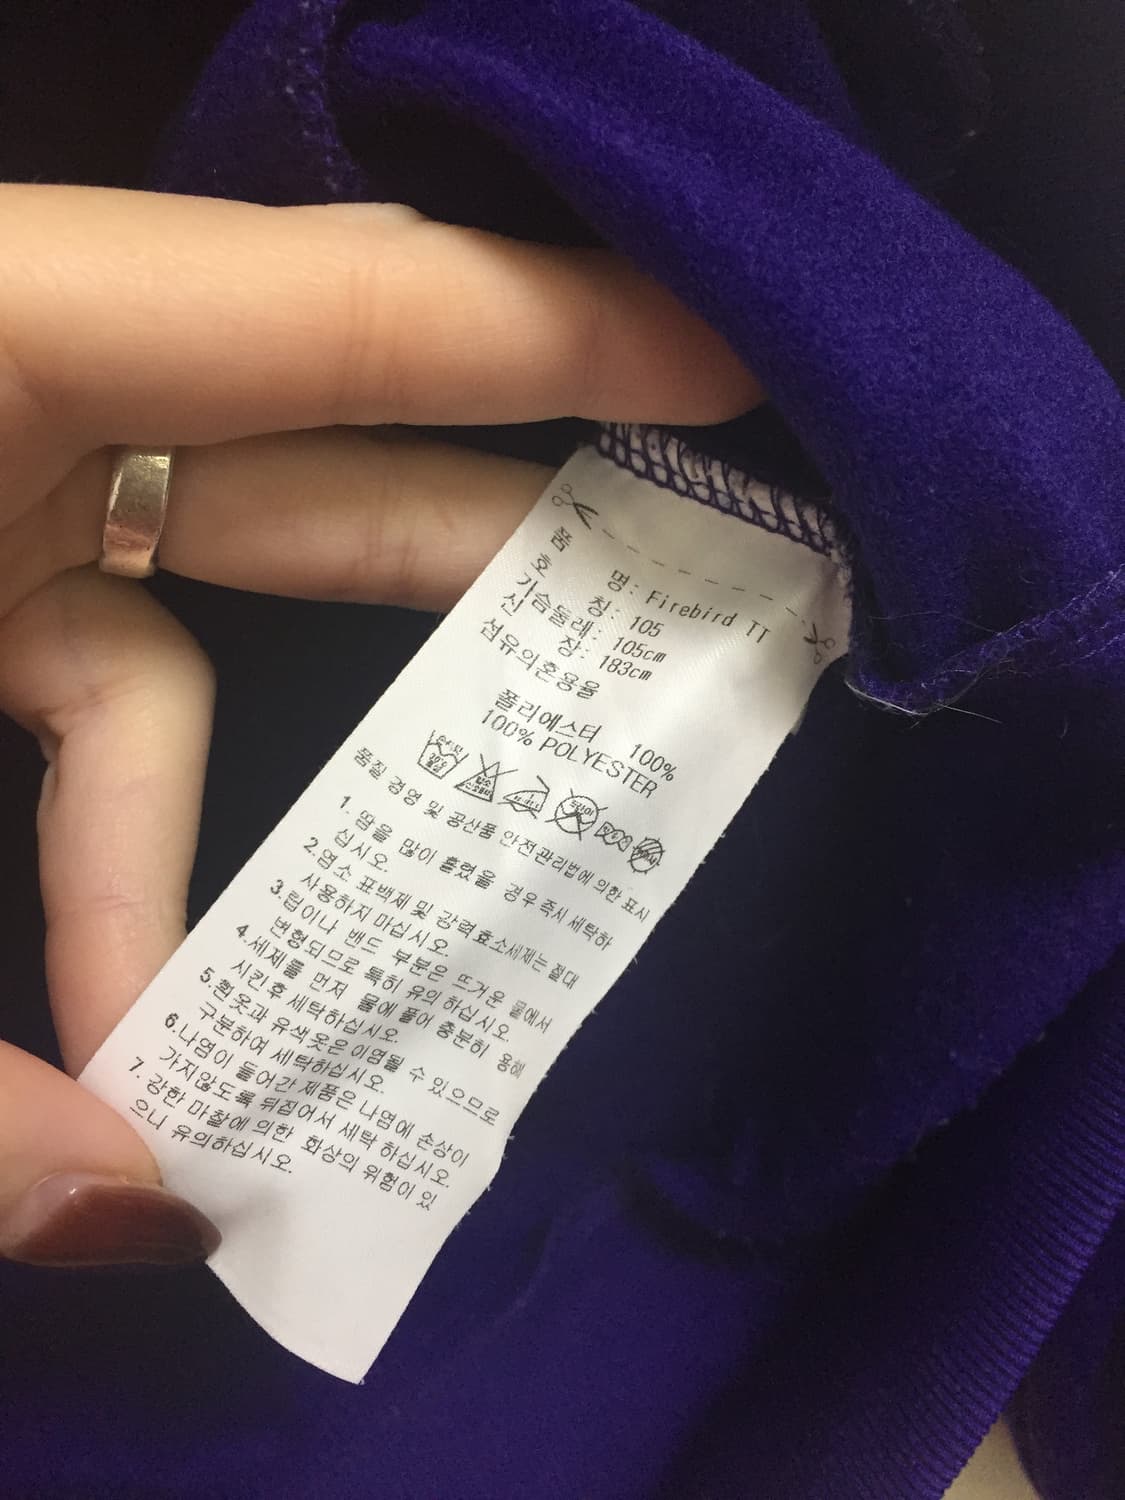 품 명: Firebird TT
호 칭: 105
가슴둘레: 105cm
신 장: 183cm
섬유의혼용율
폴리에스터 100%
100% POLYESTER
품질 경영 및 공산품 안전관리법에 의한 표시
1. 땀을 많이 흘렸을 경우 즉시 세탁하
십시오.
2.염소 표백제 및 강력효소세제는 절대
사용하지 마십시오.
3.립이나 밴드 부분은 뜨거운 물에서
변형되므로 특히 유의 하십시오.
4.세제를 먼저 물에 풀어 충분히 용해
시킨후 세탁하십시오.
5.흰옷과 유색옷은 이염될 수 있으므로
구분하여 세탁하십시오.
6.나염이 들어간 제품은 나염에 손상이
가지않도록 뒤집어서 세탁 하십시오.
7. 강한 마찰에 의한 화상의 위험이 있
으니 유의하십시오.